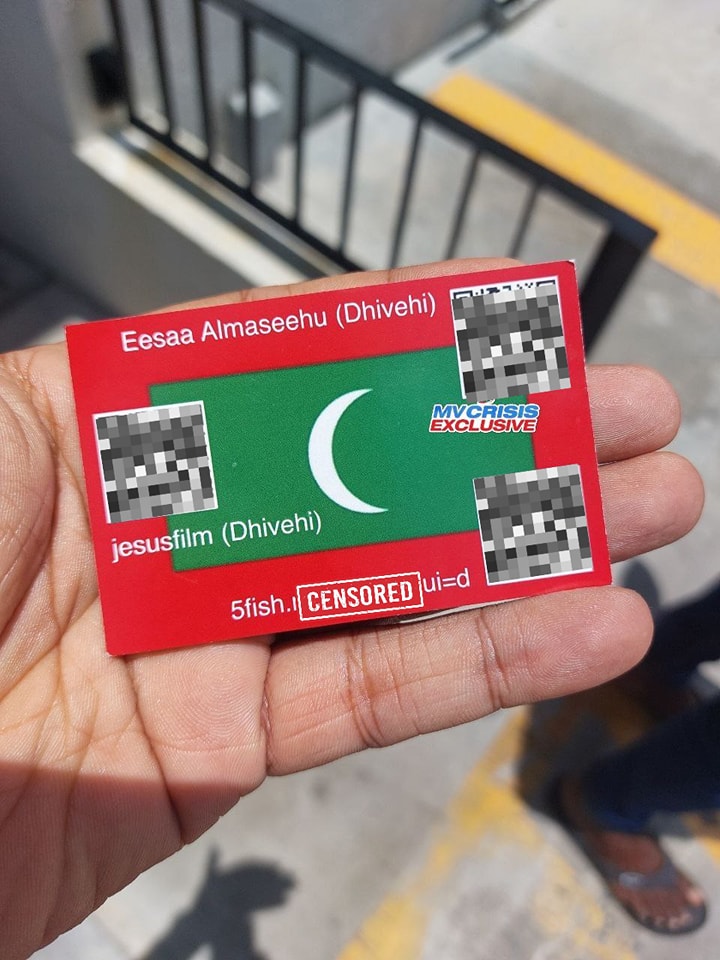 Eesaa Almaseehu (Dhivehi)
MVCRISIS
EXCLUSIVE
jesusfilm (Dhivehi)
5fish. CENSORED ui=d